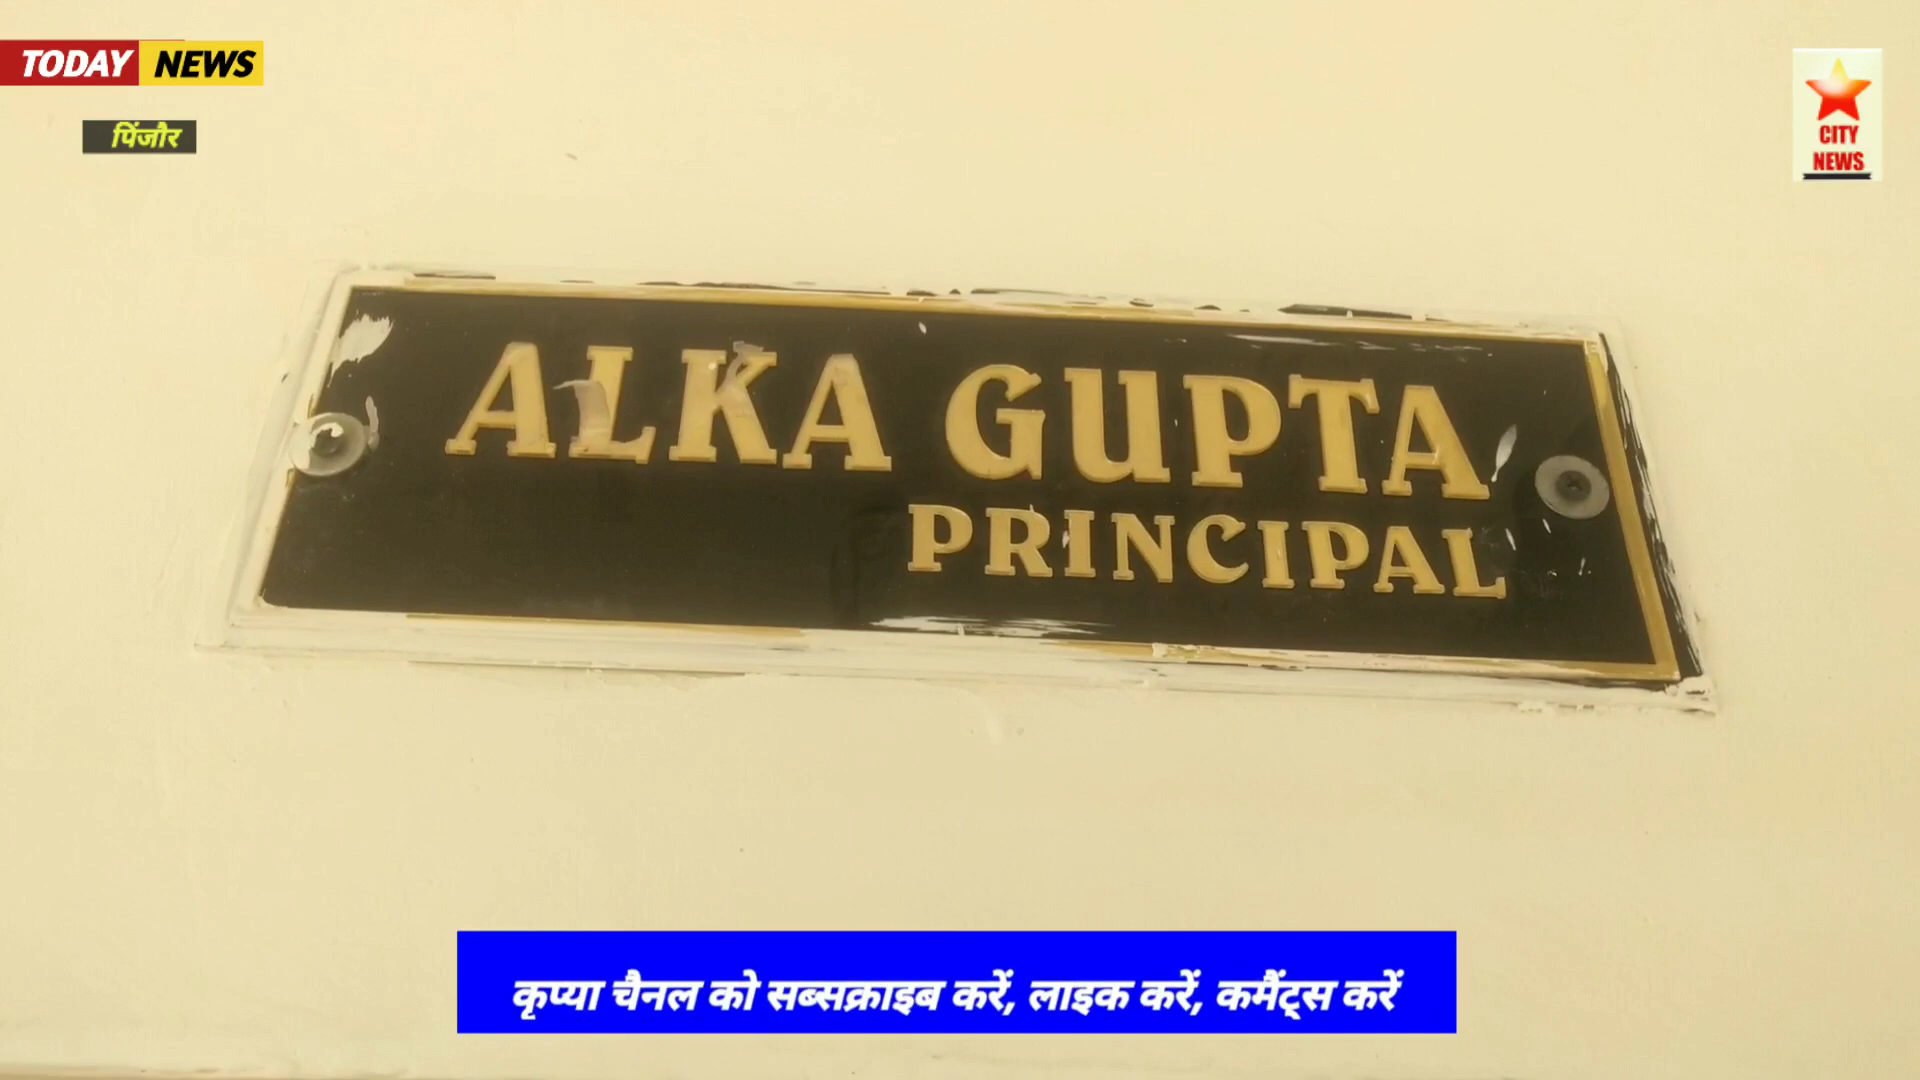 TODAY NEWS
पिंजौर
CITY
NEWS
ALKA GUPTA
PRINCIPAL
कृप्या चैनल को सब्सक्राइब करें, लाइक करें, कमैंट्स करें